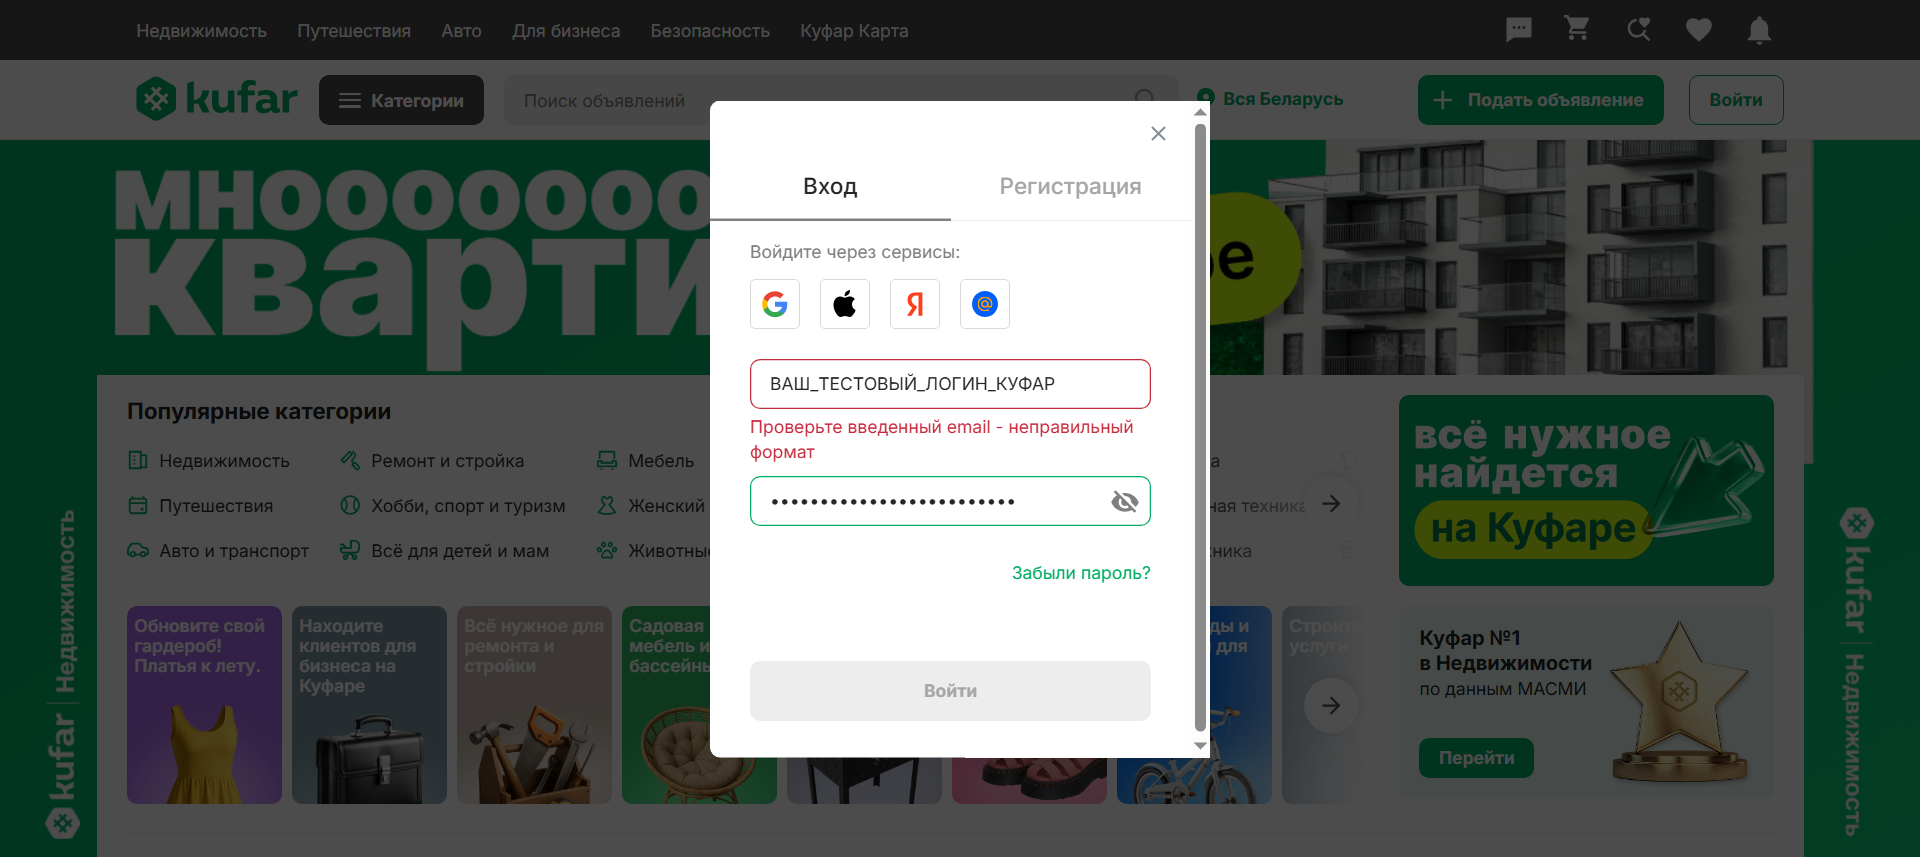 Недвижимость Путешествия Авто Для бизнеса Безопасность Куфар Карта
kufar Категории Поиск объявлений Вся Беларусь Подать объявление Войти
мнооооооо
кварти
Вход Регистрация
Войдите через сервисы:
ВАШ_ТЕСТОВЫЙ_ЛОГИН_КУФАР
Проверьте введенный email - неправильный
формат
•••••••••••••••••••••••••
Забыли пароль?
Войти
Популярные категории
Недвижимость Ремонт и стройка Мебель
Путешествия Хобби, спорт и туризм Женский
Авто и транспорт Всё для детей и мам Животные
всё нужное
найдется
на Куфаре
Обновите свой
гардероб!
Платья к лету.
Находите
клиентов для
бизнеса на
Куфаре
Всё нужное для
ремонта и
стройки
Садовая
мебель и
бассейны
Куфар №1
в Недвижимости
по данным МАСМИ
Перейти
kufar | Недвижимость
kufar | Недвижимость